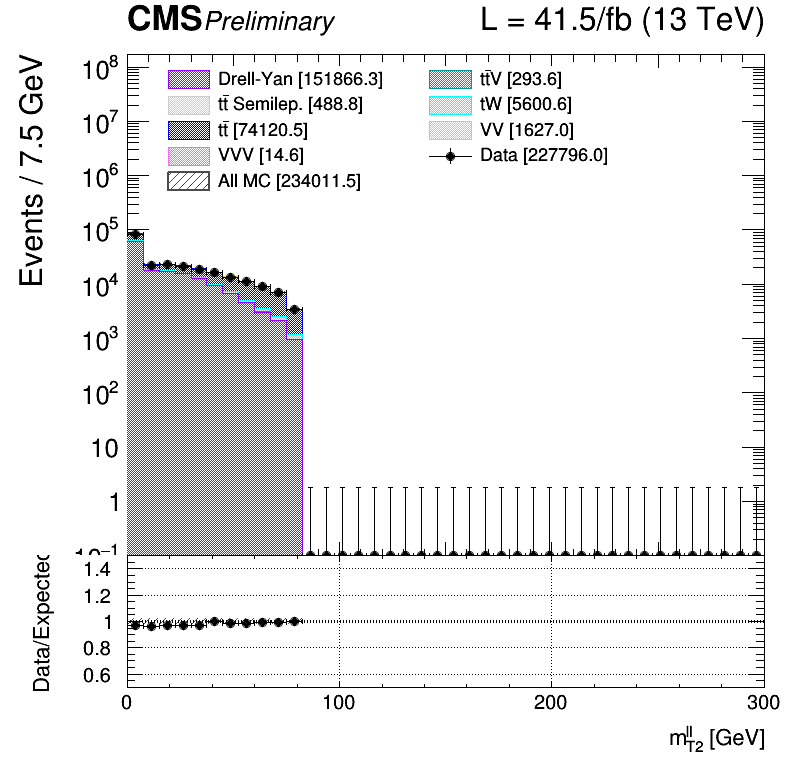 CMS Preliminary L = 41.5/fb (13 TeV)
Events / 7.5 GeV
10⁸
10⁷
10⁶
10⁵
10⁴
10³
10²
10
1
10⁻¹
Drell-Yan [151866.3]
tt̄ Semilep. [488.8]
tt̄ [74120.5]
VVV [14.6]
All MC [234011.5]
tt̄V [293.6]
tW [5600.6]
VV [1627.0]
Data [227796.0]
Data/Expected
1.4
1.2
1
0.8
0.6
0 100 200 300
m_{T2}^{ll} [GeV]